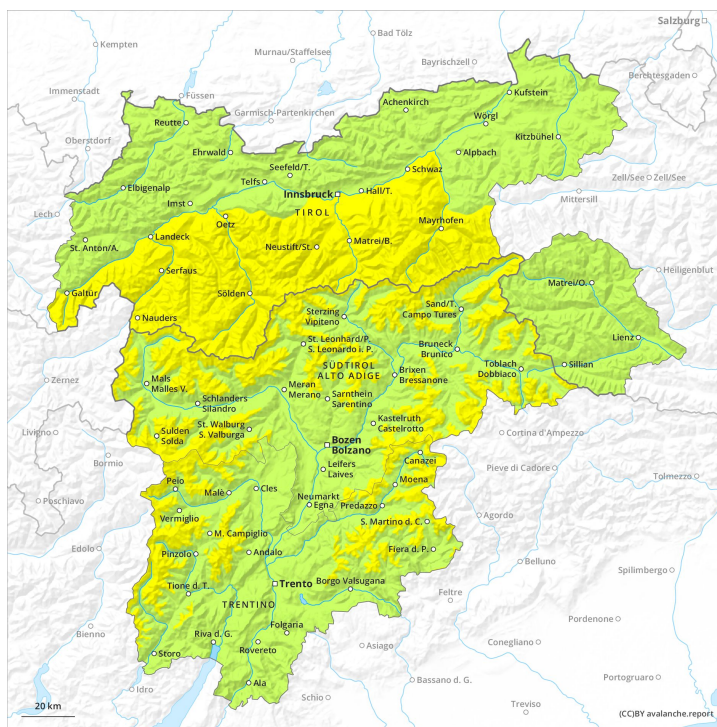 Salzburg
Kempten
Bad Tölz
Murnau/Staffelsee
Bayrischzell
Berchtesgaden
Immenstadt
Füssen
Achenkirch
Kufstein
Garmisch-Partenkirchen
Wörgl
Reutte
Oberstdorf
Kitzbühel
Ehrwald
Alpbach
Seefeld/T.
Schwaz
Zell/See
Zell/See
Telfs
Elbigenalp
Innsbruck
Hall/T.
Mittersill
Imst
TIROL
Lech
Oetz
Mayrhofen
Landeck
Matrei/B.
St. Anton/A.
Neustift/St.
Serfaus
Heiligenblut
Galtür
Sölden
Matrei/O.
Nauders
Sand/T.
Campo Tures
Sterzing
Vipiteno
Lienz
St. Leonhard/P.
S. Leonardo i. P.
Bruneck
Brunico
Toblach
Dobbiaco
Sillian
SÜDTIROL
ALTO ADIGE
Brixen
Bressanone
Zernez
Mals
Malles V.
Meran
Merano
Schlanders
Silandro
Sarnthein
Sarentino
St. Walburg
S. Valburga
Kastelruth
Castelrotto
Livigno
Sulden
Solda
Cortina d'Ampezzo
Bozen
Bolzano
Bormio
Canazei
Pieve di Cadore
Leifers
Laives
Tolmezzo
Peio
Moena
Poschiavo
Malè
Cles
Neumarkt
Egna
Predazzo
Vermiglio
Agordo
S. Martino d. C.
M. Campiglio
Edolo
Pinzolo
Andalo
Fiera d. P.
Belluno
Spilimbergo
Tione d. T.
Trento
Borgo Valsugana
Feltre
TRENTINO
Pordenone
Bienno
Folgaria
Riva d. G.
Rovereto
Asiago
Conegliano
Storo
Portogruaro
Ala
Bassano d. G.
Idro
Schio
Treviso
20 km
(CC)BY avalanche.report